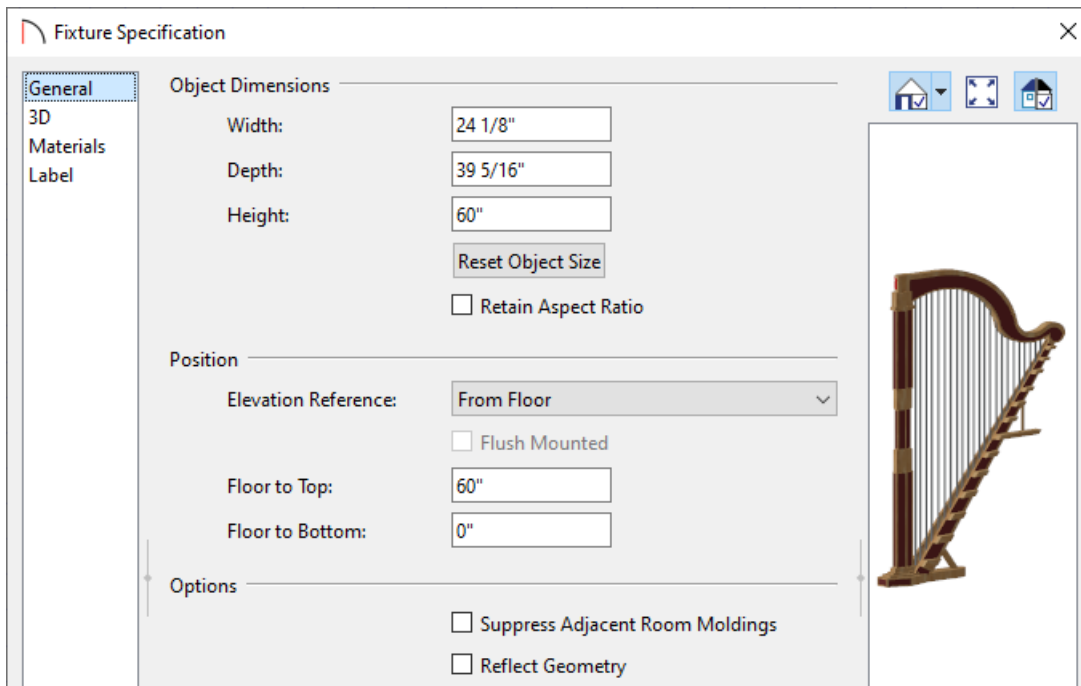 Fixture Specification
General
3D
Materials
Label
Object Dimensions
Width: 24 1/8"
Depth: 39 5/16"
Height: 60"
Reset Object Size
Retain Aspect Ratio
Position
Elevation Reference: From Floor
Flush Mounted
Floor to Top: 60"
Floor to Bottom: 0"
Options
Suppress Adjacent Room Moldings
Reflect Geometry